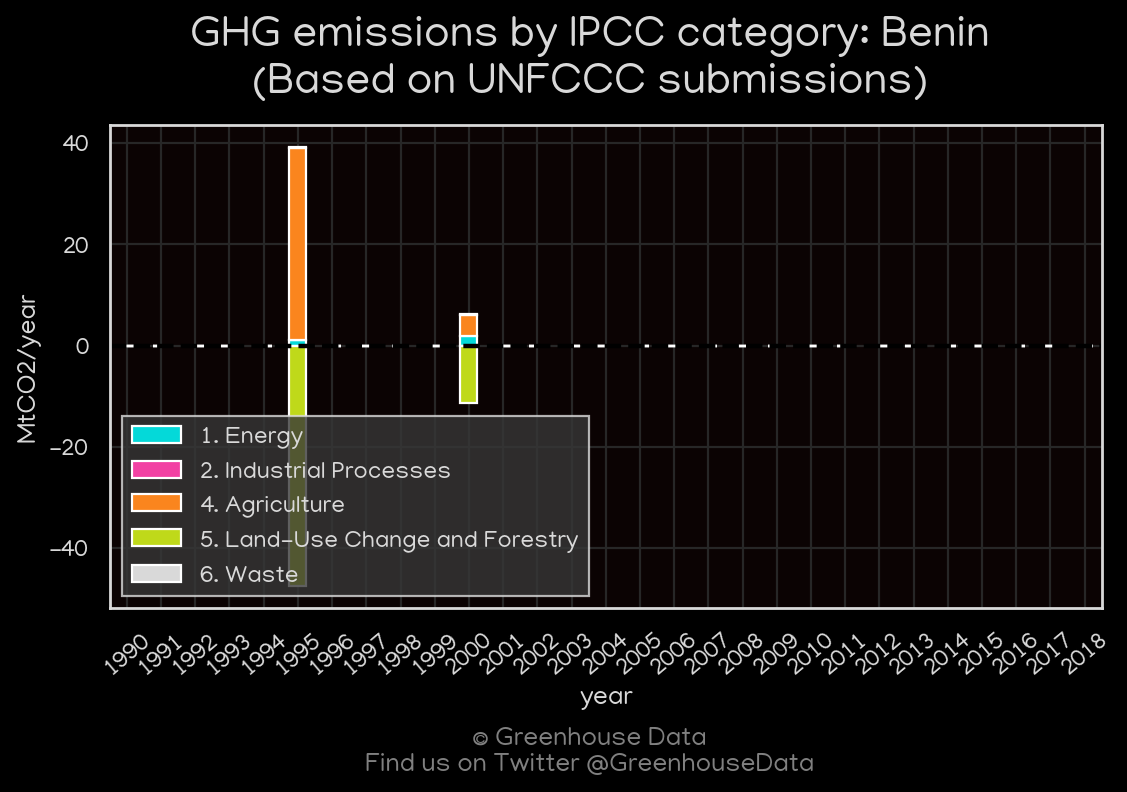 GHG emissions by IPCC category: Benin
(Based on UNFCCC submissions)
MtCO2/year
40
20
0
−20
−40
1. Energy
2. Industrial Processes
4. Agriculture
5. Land-Use Change and Forestry
6. Waste
1990 1991 1992 1993 1994 1995 1996 1997 1998 1999 2000 2001 2002 2003 2004 2005 2006 2007 2008 2009 2010 2011 2012 2013 2014 2015 2016 2017 2018
year
© Greenhouse Data
Find us on Twitter @GreenhouseData